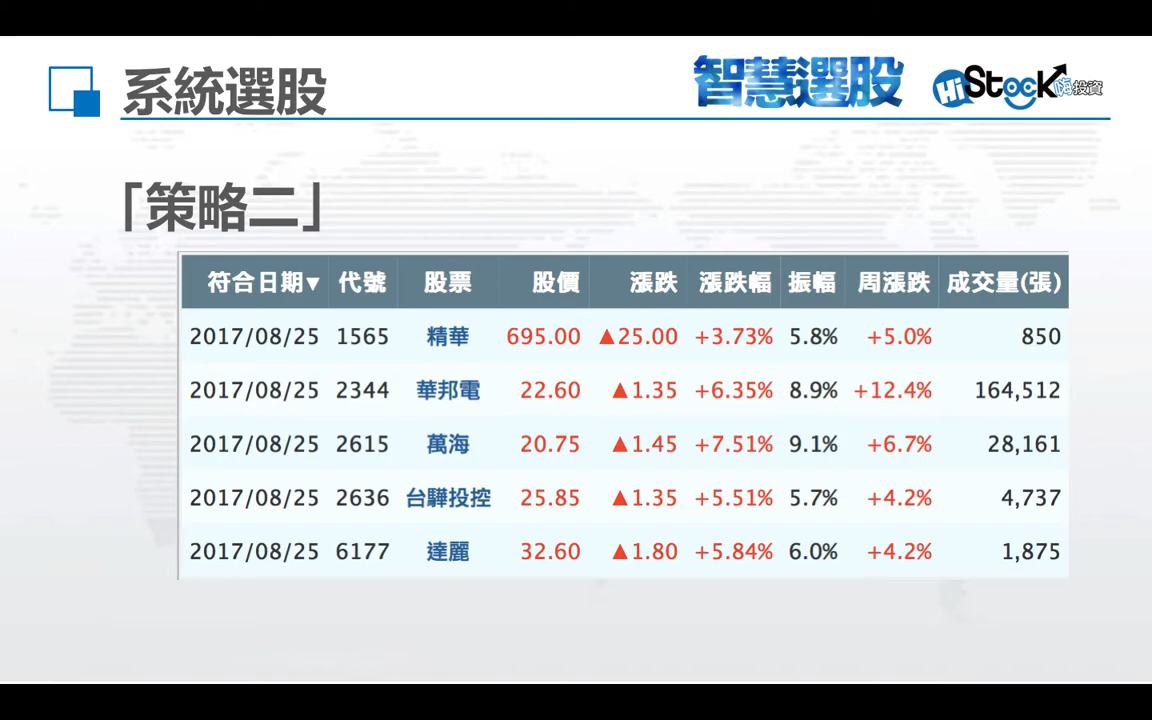 系統選股
智慧選股 HiStock嗨投資
「策略二」
符合日期▼ 代號 股票 股價 漲跌 漲跌幅 振幅 周漲跌 成交量(張)
2017/08/25 1565 精華 695.00 ▲25.00 +3.73% 5.8% +5.0% 850
2017/08/25 2344 華邦電 22.60 ▲1.35 +6.35% 8.9% +12.4% 164,512
2017/08/25 2615 萬海 20.75 ▲1.45 +7.51% 9.1% +6.7% 28,161
2017/08/25 2636 台驊投控 25.85 ▲1.35 +5.51% 5.7% +4.2% 4,737
2017/08/25 6177 達麗 32.60 ▲1.80 +5.84% 6.0% +4.2% 1,875